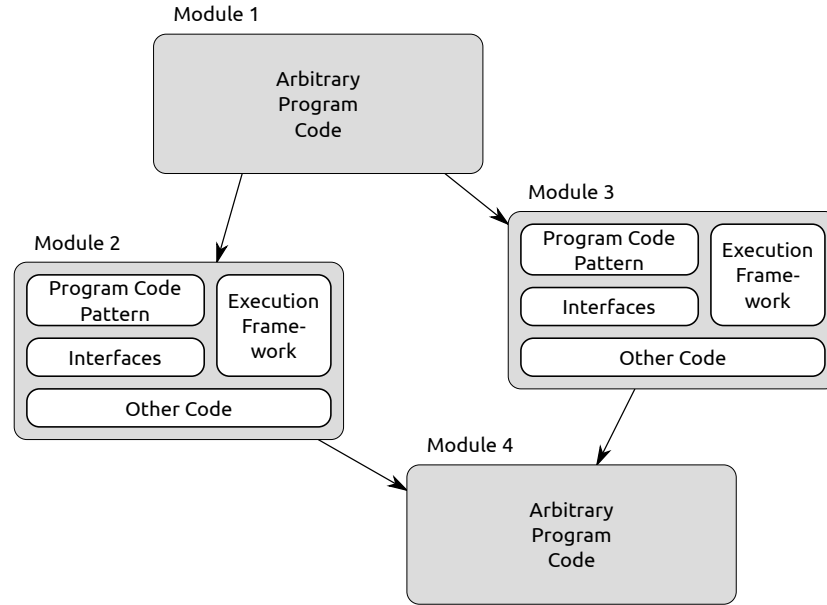 Module 1
Arbitrary
Program
Code
Module 3
Program Code
Pattern
Interfaces
Execution
Frame-
work
Other Code
Module 2
Program Code
Pattern
Interfaces
Execution
Frame-
work
Other Code
Module 4
Arbitrary
Program
Code